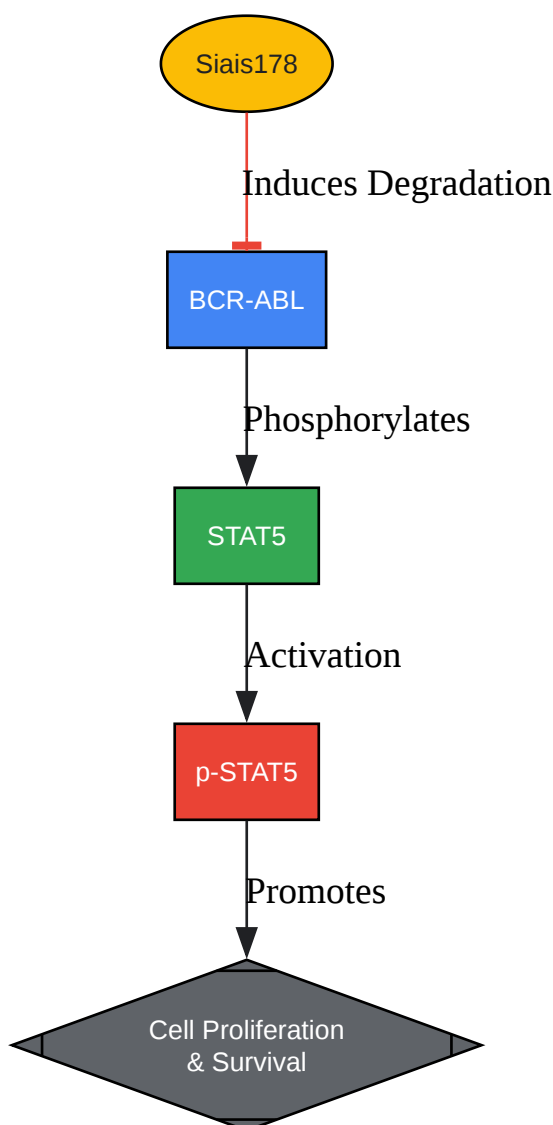 Siais178
Induces Degradation
BCR-ABL
Phosphorylates
STAT5
Activation
p-STAT5
Promotes
Cell Proliferation
& Survival